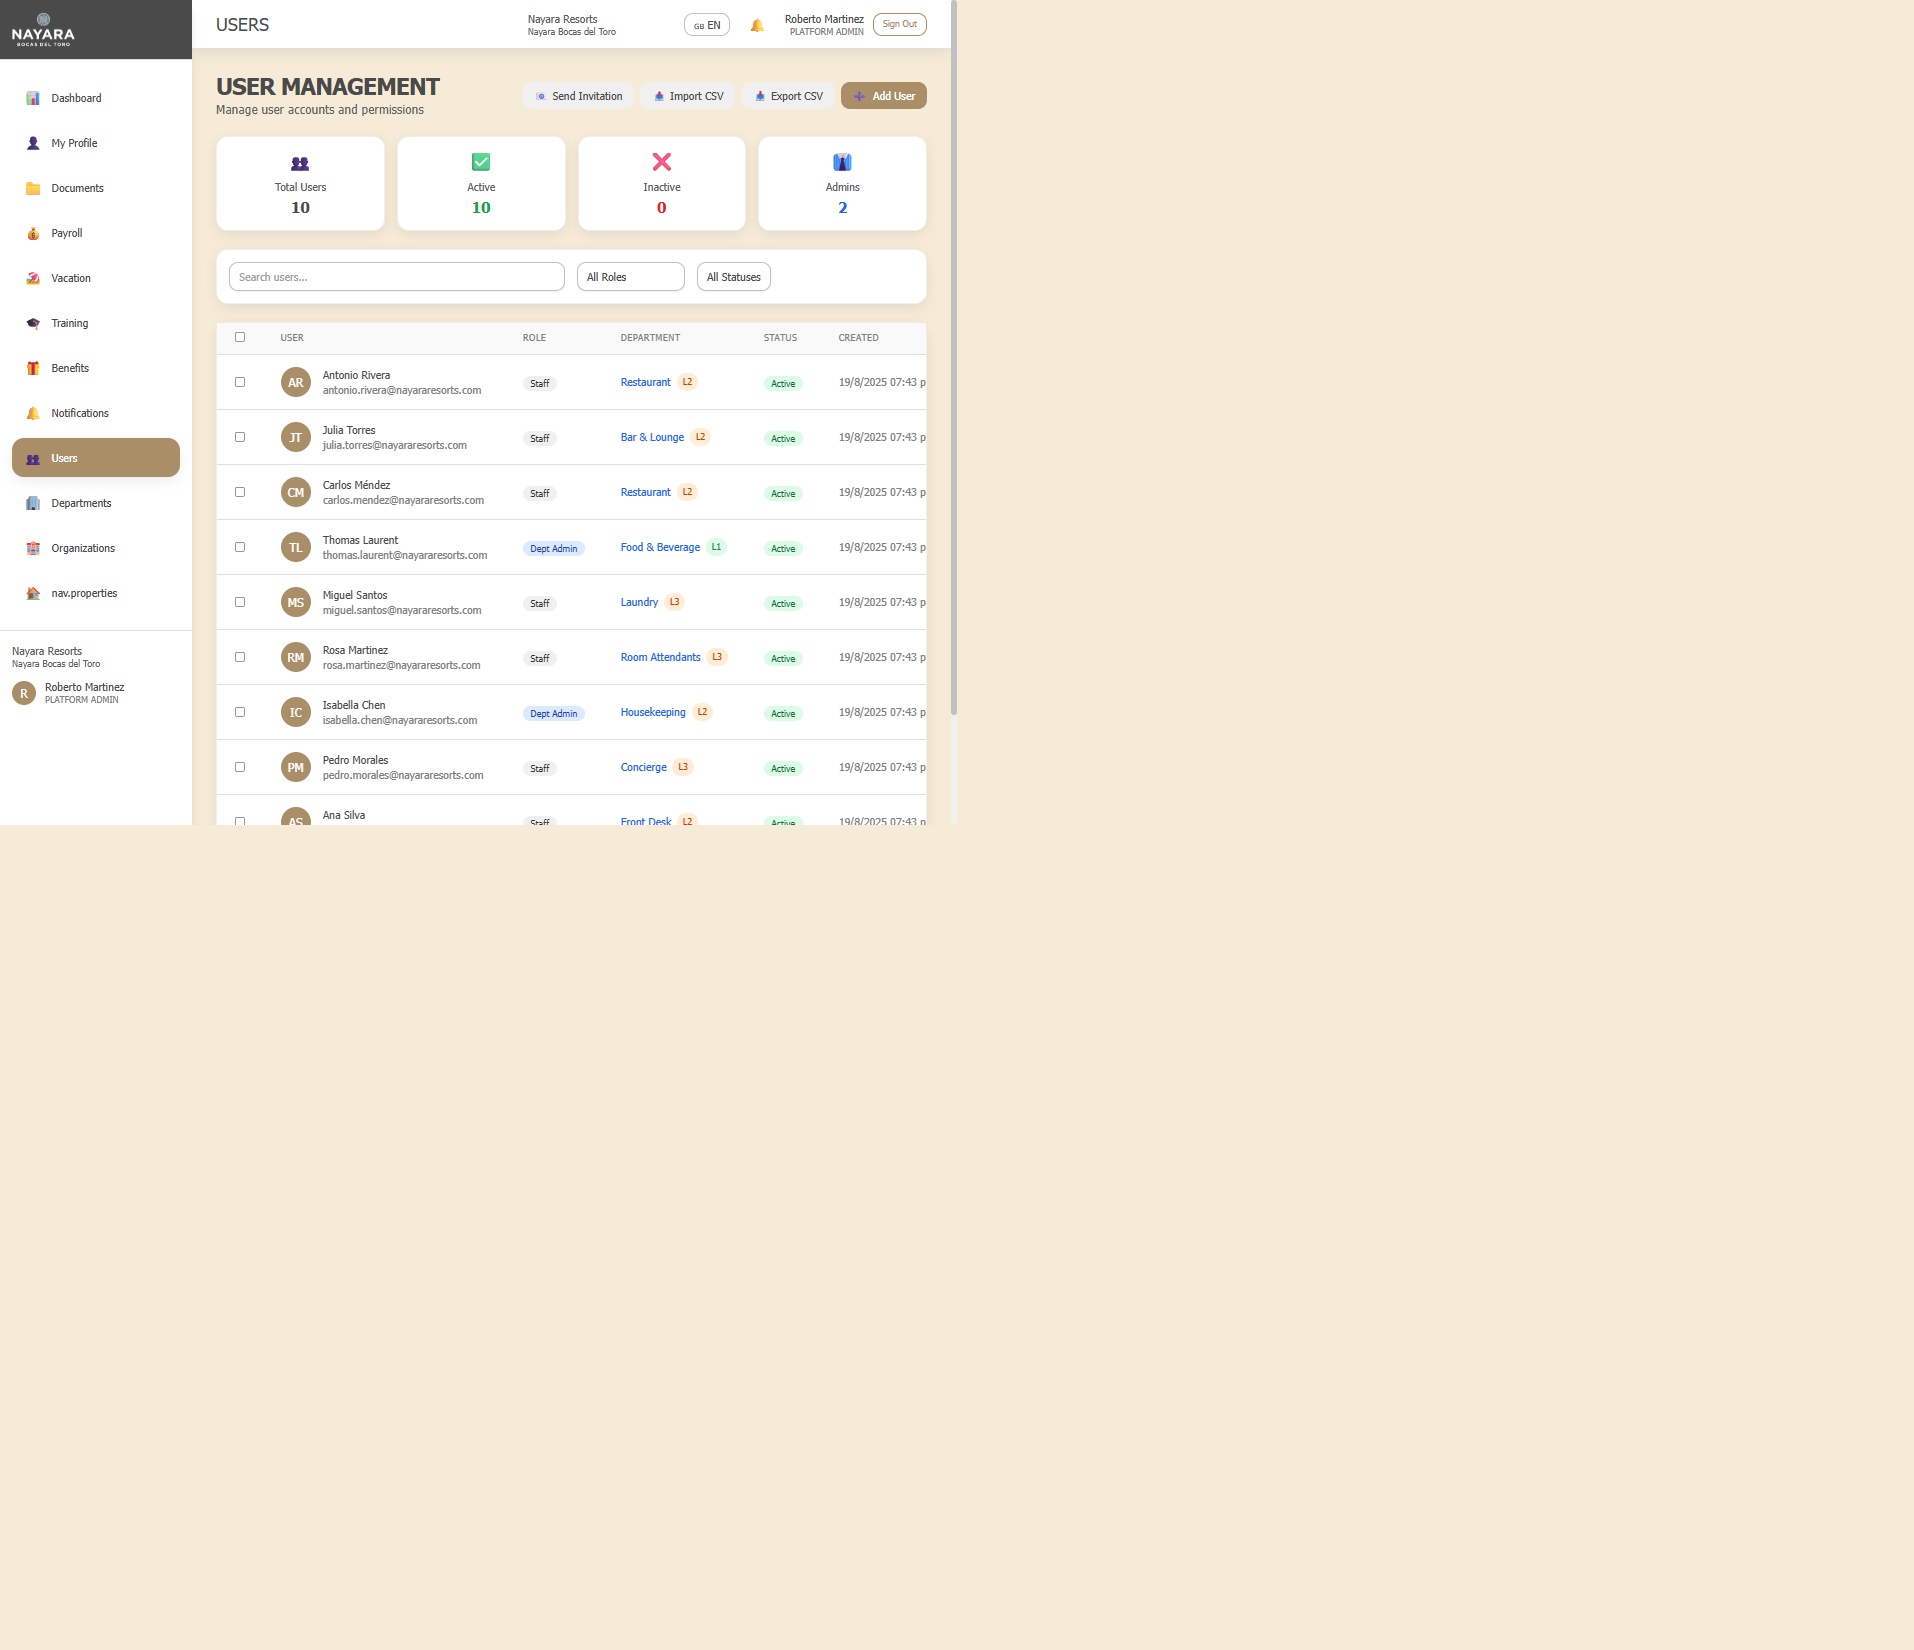 NAYARA
BOCAS DEL TORO
Dashboard
My Profile
Documents
Payroll
Vacation
Training
Benefits
Notifications
Users
Departments
Organizations
nav.properties
Nayara Resorts
Nayara Bocas del Toro
R
Roberto Martinez
PLATFORM ADMIN
USERS
Nayara Resorts
Nayara Bocas del Toro
GB EN
Roberto Martinez
PLATFORM ADMIN
Sign Out
USER MANAGEMENT
Manage user accounts and permissions
Send Invitation
Import CSV
Export CSV
Add User
Total Users
10
Active
10
Inactive
0
Admins
2
Search users...
All Roles
All Statuses
USER ROLE DEPARTMENT STATUS CREATED
AR Antonio Rivera
antonio.rivera@nayararesorts.com
Staff Restaurant L2 Active 19/8/2025 07:43 p
JT Julia Torres
julia.torres@nayararesorts.com
Staff Bar & Lounge L2 Active 19/8/2025 07:43 p
CM Carlos Méndez
carlos.mendez@nayararesorts.com
Staff Restaurant L2 Active 19/8/2025 07:43 p
TL Thomas Laurent
thomas.laurent@nayararesorts.com
Dept Admin Food & Beverage L1 Active 19/8/2025 07:43 p
MS Miguel Santos
miguel.santos@nayararesorts.com
Staff Laundry L3 Active 19/8/2025 07:43 p
RM Rosa Martinez
rosa.martinez@nayararesorts.com
Staff Room Attendants L3 Active 19/8/2025 07:43 p
IC Isabella Chen
isabella.chen@nayararesorts.com
Dept Admin Housekeeping L2 Active 19/8/2025 07:43 p
PM Pedro Morales
pedro.morales@nayararesorts.com
Staff Concierge L3 Active 19/8/2025 07:43 p
AS Ana Silva
Staff Front Desk L2 Active 19/8/2025 07:43 p